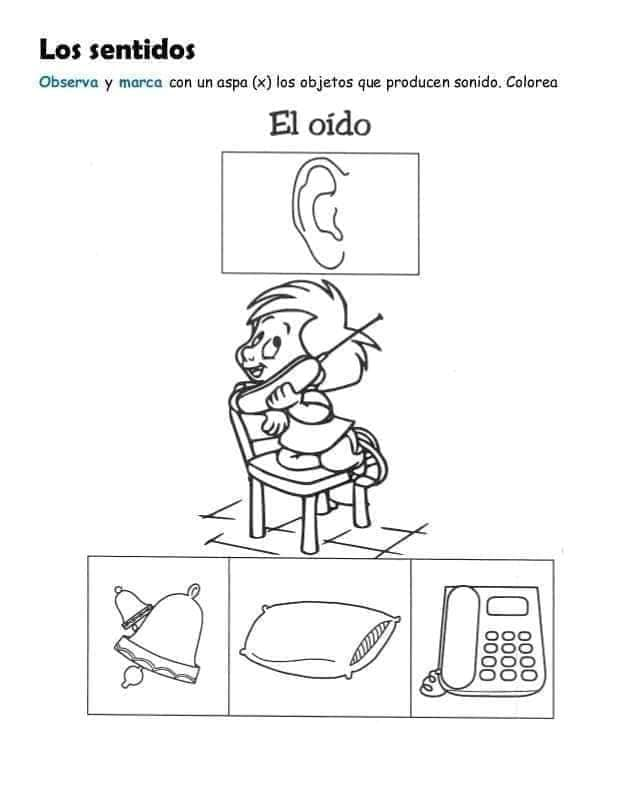 Los sentidos
Observa y marca con un aspa (x) los objetos que producen sonido. Colorea
El oído